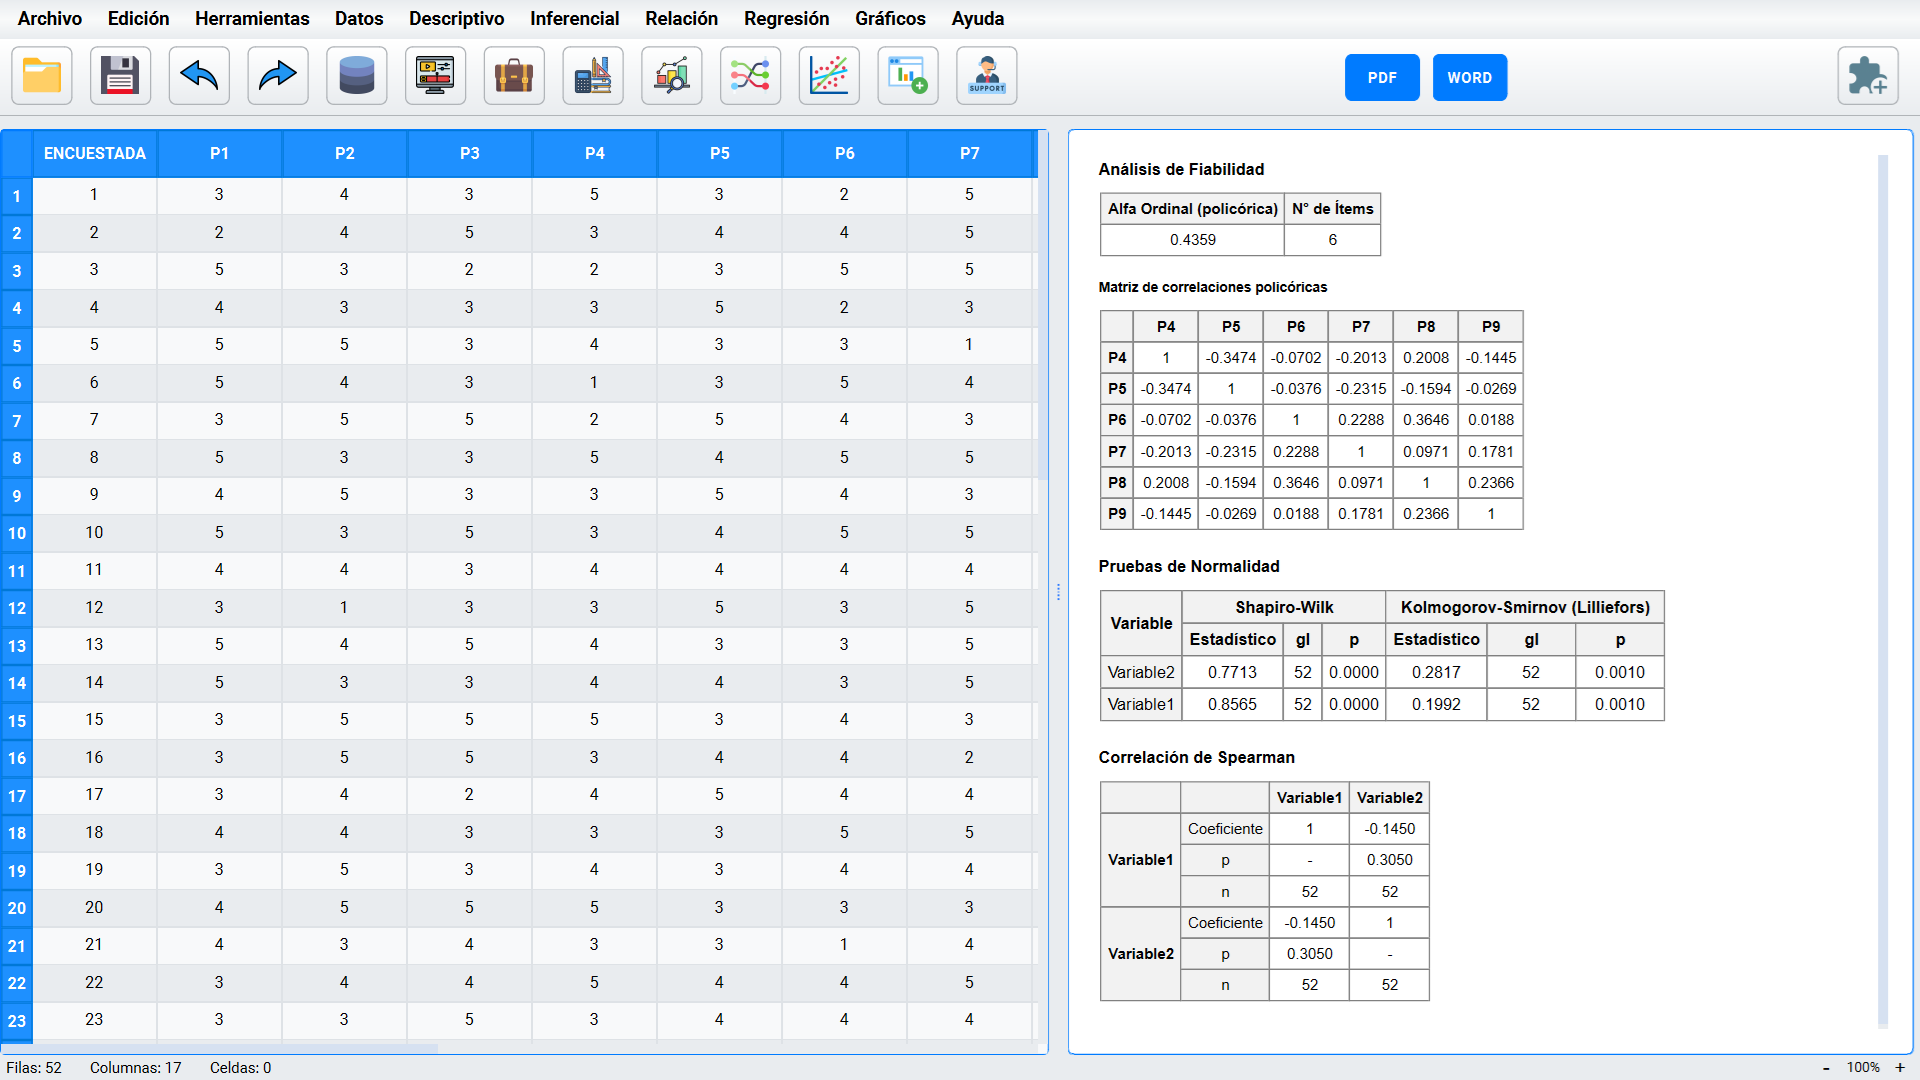 Archivo Edición Herramientas Datos Descriptivo Inferencial Relación Regresión Gráficos Ayuda
SUPPORT PDF WORD
ENCUESTADA P1 P2 P3 P4 P5 P6 P7
1 1 3 4 3 5 3 2 5
2 2 2 4 5 3 4 4 5
3 3 5 3 2 2 3 5 5
4 4 4 3 3 3 5 2 3
5 5 5 5 3 4 3 3 1
6 6 5 4 3 1 3 5 4
7 7 3 5 5 2 5 4 3
8 8 5 3 3 5 4 5 5
9 9 4 5 3 3 5 4 3
10 10 5 3 5 3 4 5 5
11 11 4 4 3 4 4 4 4
12 12 3 1 3 3 5 3 5
13 13 5 4 5 4 3 3 5
14 14 5 3 3 4 4 3 5
15 15 3 5 5 5 3 4 3
16 16 3 5 5 3 4 4 2
17 17 3 4 2 4 5 4 4
18 18 4 4 3 3 3 5 5
19 19 3 5 3 4 3 4 4
20 20 4 5 5 5 3 3 3
21 21 4 3 4 3 3 1 4
22 22 3 4 4 5 4 4 5
23 23 3 3 5 3 4 4 4
Análisis de Fiabilidad
Alfa Ordinal (policórica) N° de Ítems
0.4359 6
Matriz de correlaciones policóricas
P4 P5 P6 P7 P8 P9
P4 1 -0.3474 -0.0702 -0.2013 0.2008 -0.1445
P5 -0.3474 1 -0.0376 -0.2315 -0.1594 -0.0269
P6 -0.0702 -0.0376 1 0.2288 0.3646 0.0188
P7 -0.2013 -0.2315 0.2288 1 0.0971 0.1781
P8 0.2008 -0.1594 0.3646 0.0971 1 0.2366
P9 -0.1445 -0.0269 0.0188 0.1781 0.2366 1
Pruebas de Normalidad
Variable Shapiro-Wilk Kolmogorov-Smirnov (Lilliefors)
Estadístico gl p Estadístico gl p
Variable2 0.7713 52 0.0000 0.2817 52 0.0010
Variable1 0.8565 52 0.0000 0.1992 52 0.0010
Correlación de Spearman
Variable1 Variable2
Variable1 Coeficiente 1 -0.1450
p - 0.3050
n 52 52
Variable2 Coeficiente -0.1450 1
p 0.3050 -
n 52 52
Filas: 52 Columnas: 17 Celdas: 0 - 100% +